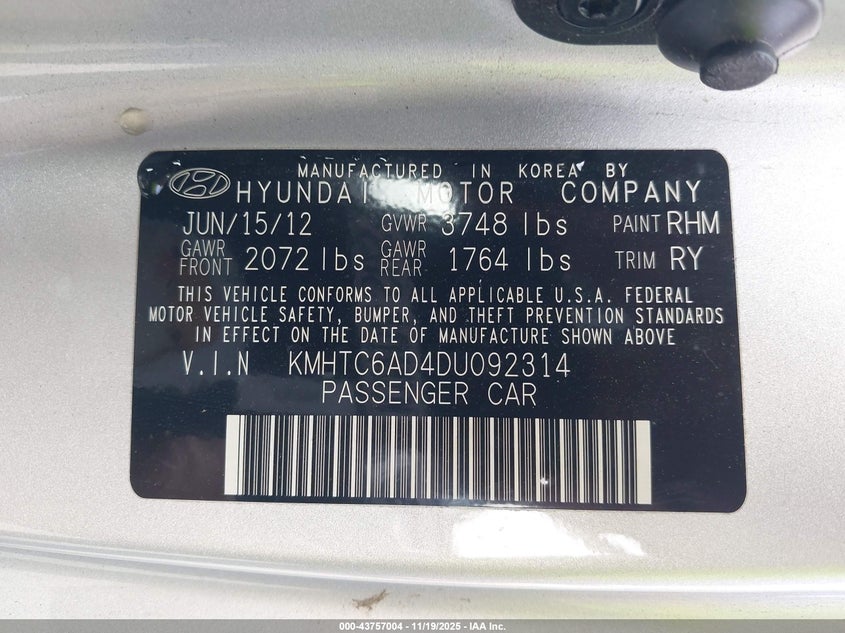 MANUFACTURED IN KOREA BY
HYUNDAI MOTOR COMPANY
JUN/15/12 GVWR 3748 lbs PAINT RHM
GAWR FRONT 2072 lbs GAWR REAR 1764 lbs TRIM RY
THIS VEHICLE CONFORMS TO ALL APPLICABLE U.S.A. FEDERAL
MOTOR VEHICLE SAFETY, BUMPER, AND THEFT PREVENTION STANDARDS
IN EFFECT ON THE DATE OF MANUFACTURE SHOWN ABOVE
V.I.N KMHTC6AD4DU092314
PASSENGER CAR
000-43757004 - 11/19/2025 - IAA Inc.